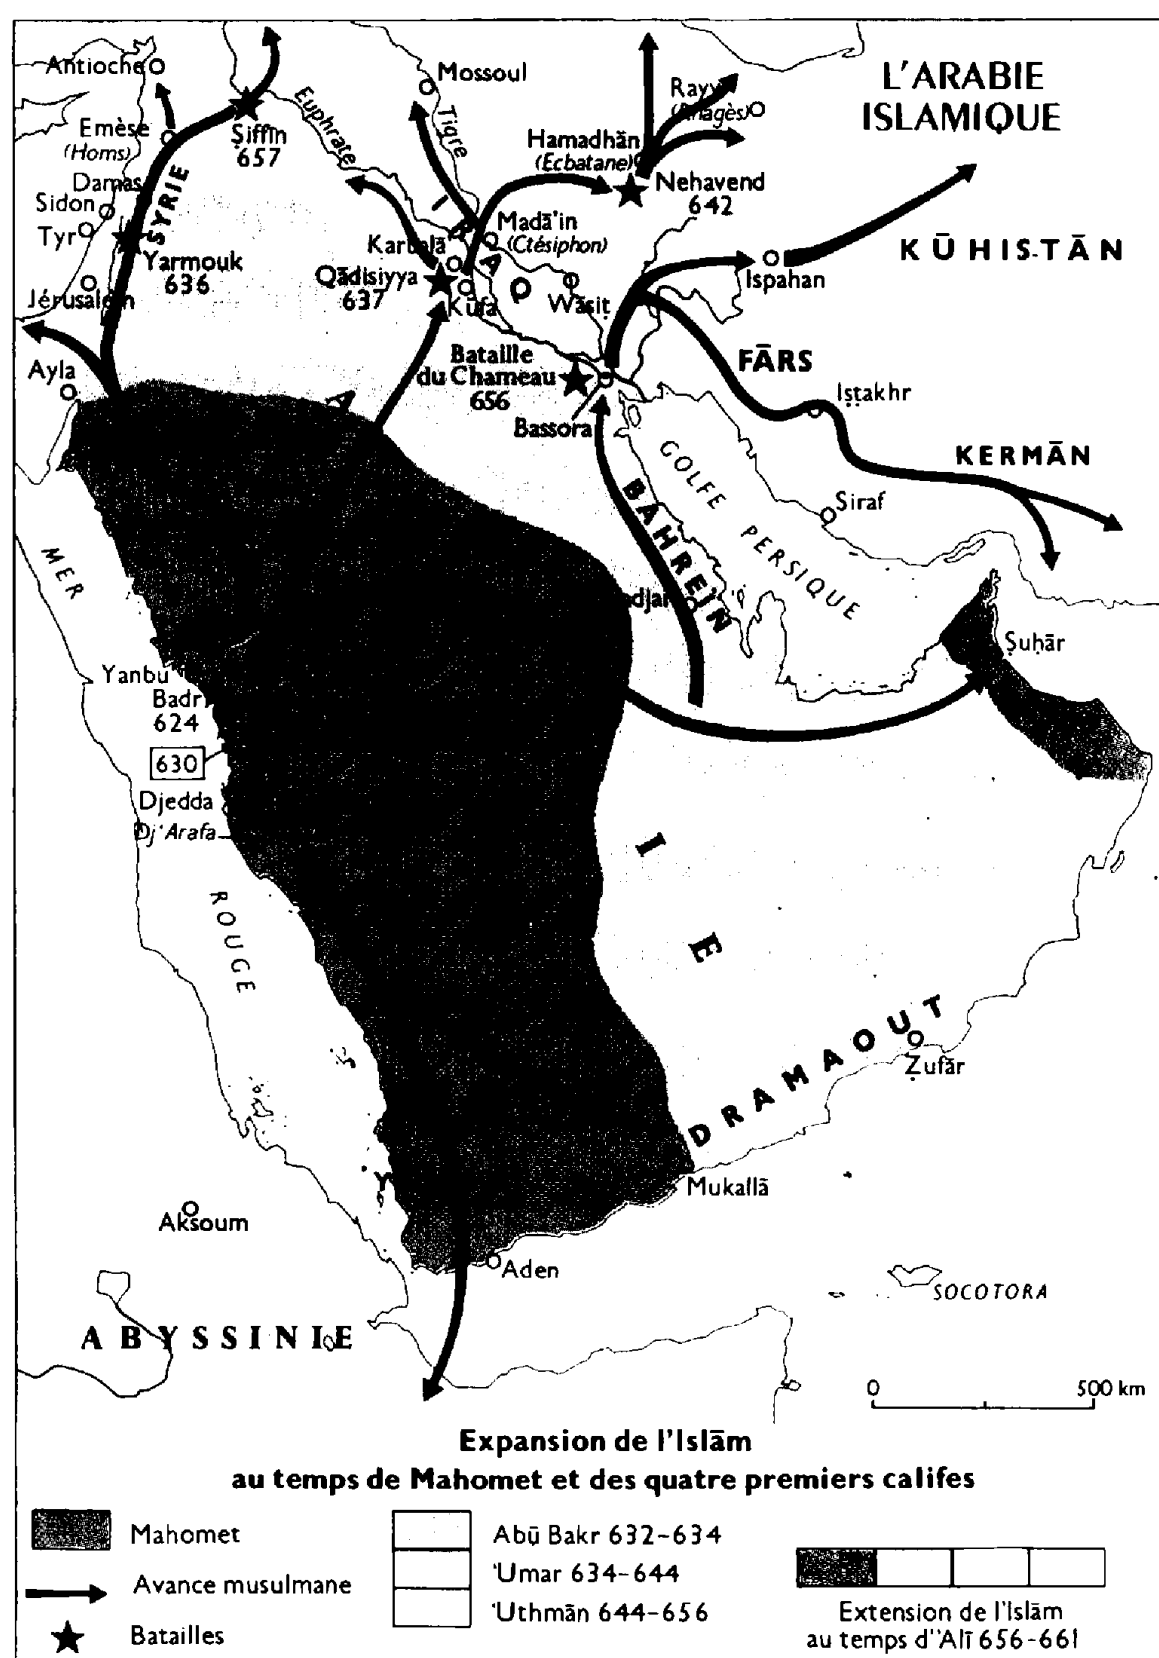 L'ARABIE
ISLAMIQUE
Antioche
Mossoul
Rayy
(Rhagès)
Euphrate
Tigre
Emèse
(Homs)
Ṣiffīn
657
Hamadhān
(Ecbatane)
Nehavend
642
Damas
Sidon
Tyr
SYRIE
Yarmouk
636
IRAQ
Madā'in
(Ctésiphon)
Karbalā
Qādisiyya
637
Kūfa
Wāsiṭ
KŪHISTĀN
Ispahan
Jérusalem
Ayla
Bataille
du Chameau
656
Bassora
FĀRS
Iṣṭakhr
KERMĀN
Siraf
GOLFE PERSIQUE
BAHREÏN
A
MER
ROUGE
Yanbu'
Badr
624
630
Djedda
Dj'Arafa
Ṣuḥār
I
E
DRAMAOUT
Ẓufār
Mukallā
Y
Aksoum
Aden
SOCOTORA
ABYSSINIE
0 500 km
Expansion de l'Islām
au temps de Mahomet et des quatre premiers califes
Mahomet
Avance musulmane
Batailles
Abū Bakr 632-634
'Umar 634-644
'Uthmān 644-656
Extension de l'Islām
au temps d''Alī 656-661